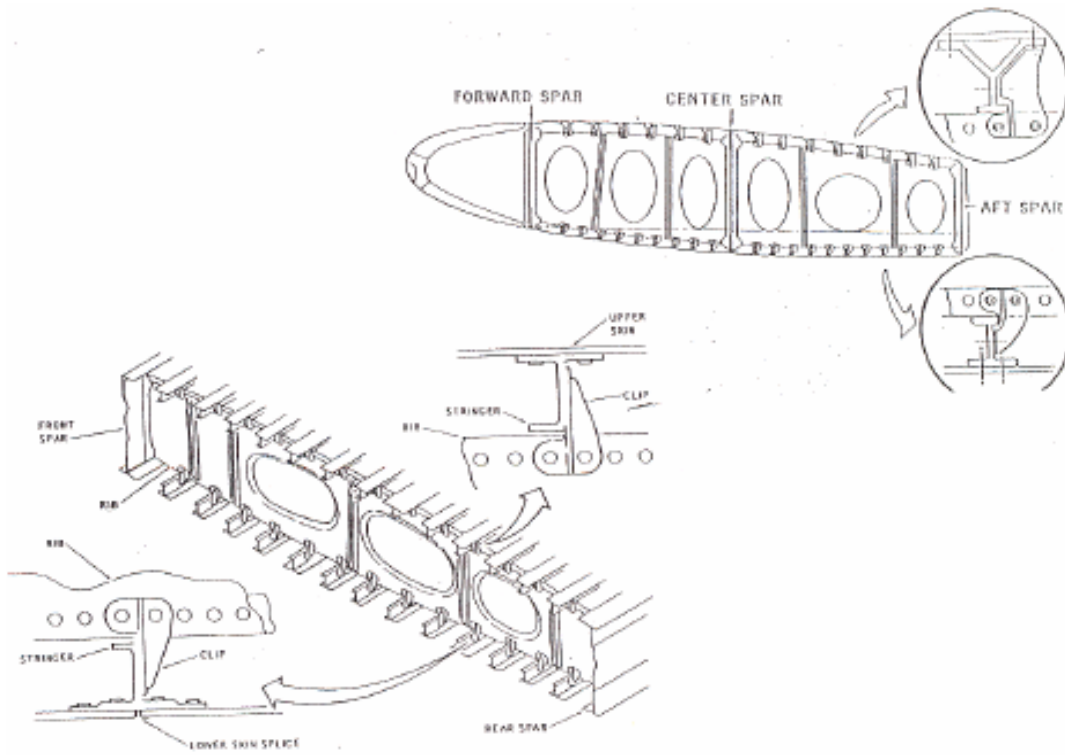 FORWARD SPAR
CENTER SPAR
AFT SPAR
UPPER
SKIN
CLIP
STRINGER
RIB
FRONT
SPAR
RIB
RIB
STRINGER
CLIP
LOWER SKIN SPLICE
REAR SPAR